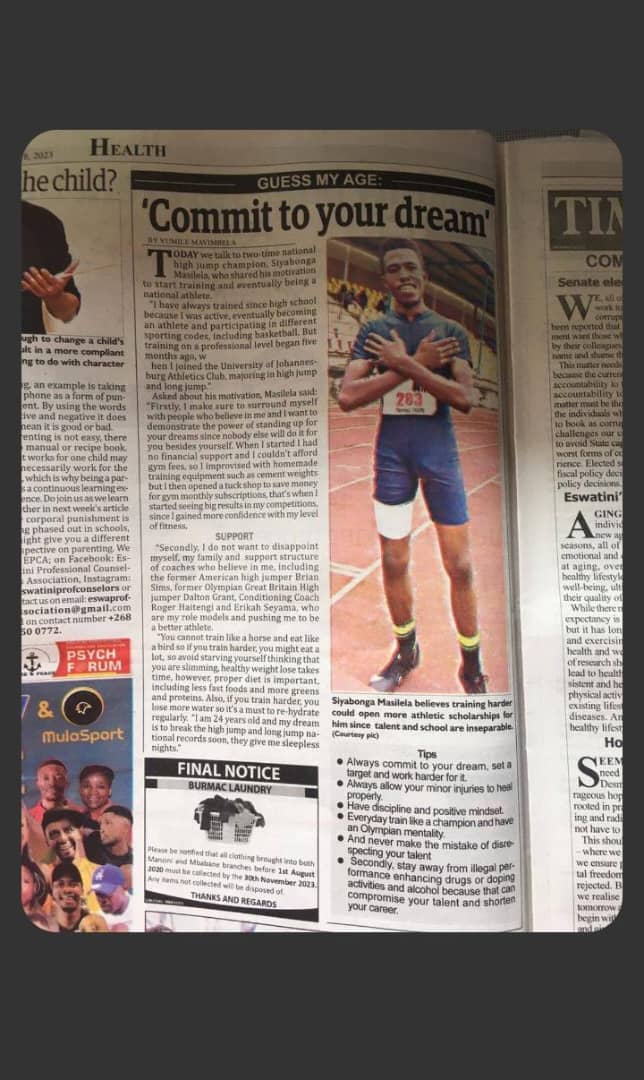 8, 2023
HEALTH
he child?
ugh to change a child's
ult in a more compliant
ng to do with character
g, an example is taking
phone as a form of pun-
ent. By using the words
ive and negative it does
mean it is good or bad.
renting is not easy, there
manual or recipe book,
t works for one child may
necessarily work for the
, which is why being a par-
s a continuous learning ex-
ence. Do join us as we learn
ther in next week's article
corporal punishment is
g phased out in schools,
ight give you a different
spective on parenting. We
EPCA; on Facebook: Es-
ini Professional Counsel-
Association, Instagram:
swatiniprofconselors or
tact us on email: eswaprof-
sociation@gmail.com
on contact number +268
50 0772.
PSYCH
F RUM
&
MulaSport
GUESS MY AGE:
'Commit to your dream'
BY VUMILE MAVIMBELA
TODAY we talk to two-time national
high jump champion, Siyabonga
Masilela, who shared his motivation
to start training and eventually being a
national athlete.
"I have always trained since high school
because I was active, eventually becoming
an athlete and participating in different
sporting codes, including basketball. But
training on a professional level began five
months ago, w
hen I joined the University of Johannes-
burg Athletics Club, majoring in high jump
and long jump."
Asked about his motivation, Masilela said:
"Firstly, I make sure to surround myself
with people who believe in me and I want to
demonstrate the power of standing up for
your dreams since nobody else will do it for
you besides yourself. When I started I had
no financial support and I couldn't afford
gym fees, so I improvised with homemade
training equipment such as cement weights
but I then opened a tuck shop to save money
for gym monthly subscriptions, that's when I
started seeing big results in my competitions,
since I gained more confidence with my level
of fitness.
SUPPORT
"Secondly, I do not want to disappoint
myself, my family and support structure
of coaches who believe in me, including
the former American high jumper Brian
Sims, former Olympian Great Britain High
jumper Dalton Grant, Conditioning Coach
Roger Haitengi and Erikah Seyama, who
are my role models and pushing me to be
a better athlete.
"You cannot train like a horse and eat like
a bird so if you train harder, you might eat a
lot, so avoid starving yourself thinking that
you are slimming, healthy weight lose takes
time, however, proper diet is important,
including less fast foods and more greens
and proteins. Also, if you train harder, you
lose more water so it's a must to re-hydrate
regularly. "I am 24 years old and my dream
is to break the high jump and long jump na-
tional records soon, they give me sleepless
nights."
283
Siyabonga Masilela believes training harder
could open more athletic scholarships for
him since talent and school are inseparable.
(Courtesy pic)
Tips
● Always commit to your dream, set a
target and work harder for it.
● Always allow your minor injuries to heal
properly.
● Have discipline and positive mindset.
● Everyday train like a champion and have
an Olympian mentality.
● And never make the mistake of disre-
specting your talent
● Secondly, stay away from illegal per-
formance enhancing drugs or doping
activities and alcohol because that can
compromise your talent and shorten
your career.
FINAL NOTICE
BURMAC LAUNDRY
Please be notified that all clothing brought into both
Manzini and Mbabane branches before 1st August
2020 must be collected by the 30th November 2023.
Any items not collected will be disposed of.
THANKS AND REGARDS
TIM
COM
Senate ele
WE, all o
work to
corrup
been reported that
ment want those wh
by their colleagues,
name and shame th
This matter needs
because the curren
accountability to
accountability to
matter must be tho
the individuals wh
to book as corrup
challenges our c
to avoid State cap
worst forms of co
rience. Elected s
fiscal policy deci
policy decisions.
Eswatini'
AGING
individ
new ag
seasons, all of
emotional and
at aging, over
healthy lifestyle
well-being, ulti
their quality of
While there n
expectancy is
but it has lon
and exercisin
health and we
of research sh
lead to health
sistent and he
physical activ
existing lifest
diseases. An
healthy lifest
Ho
SEEM
need
Desm
rageous hop
rooted in pra
ing and radi
not have to
This shou
– where we
we ensure p
tal freedom
rejected. B
we realise
tomorrow a
begin with